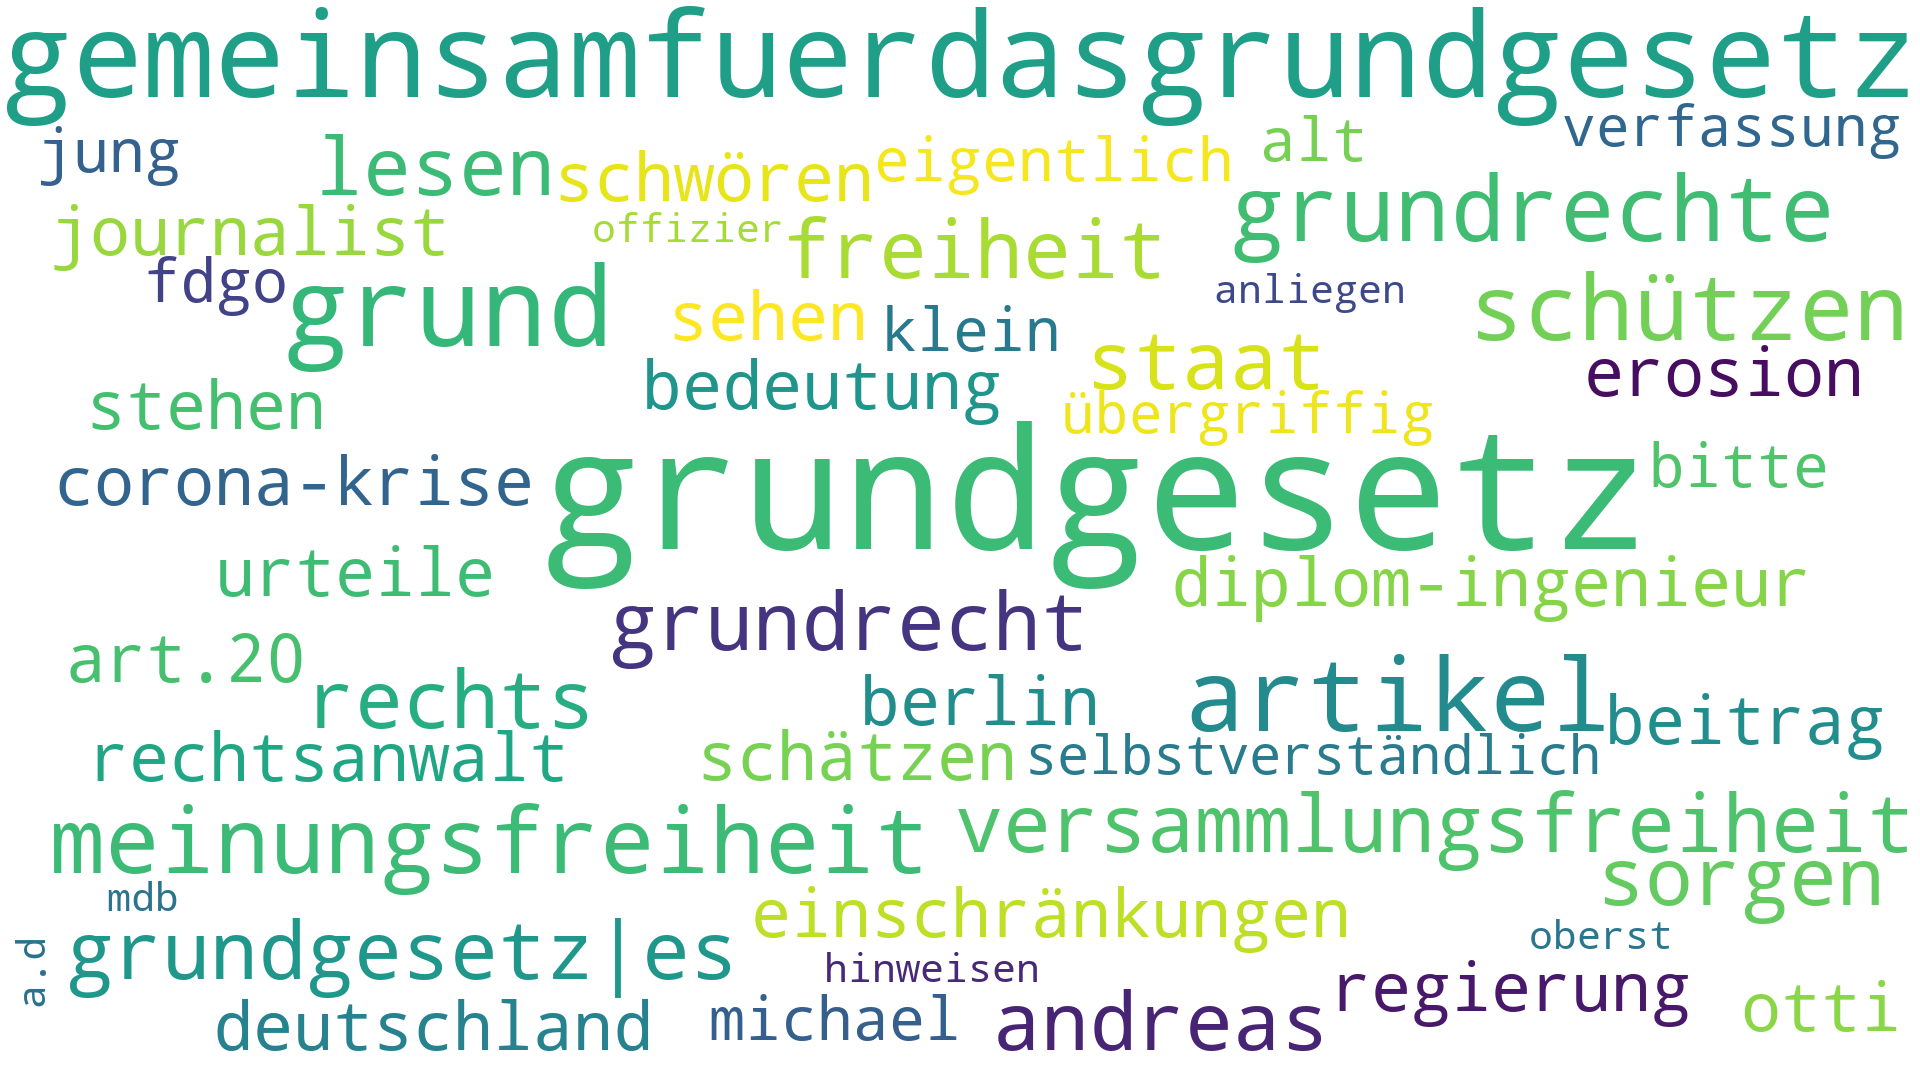 gemeinsamfuerdasgrundgesetz
jung lesen schwören eigentlich alt verfassung
journalist offizier freiheit grundrechte
fdgo grund sehen klein anliegen schützen
stehen bedeutung staat übergriffig erosion
corona-krise grundgesetz bitte
urteile diplom-ingenieur
art.20 grundrecht
rechts berlin artikel beitrag
rechtsanwalt schätzen selbstverständlich
meinungsfreiheit versammlungsfreiheit
mdb einschränkungen sorgen
a.d grundgesetz|es hinweisen oberst
deutschland michael andreas regierung otti